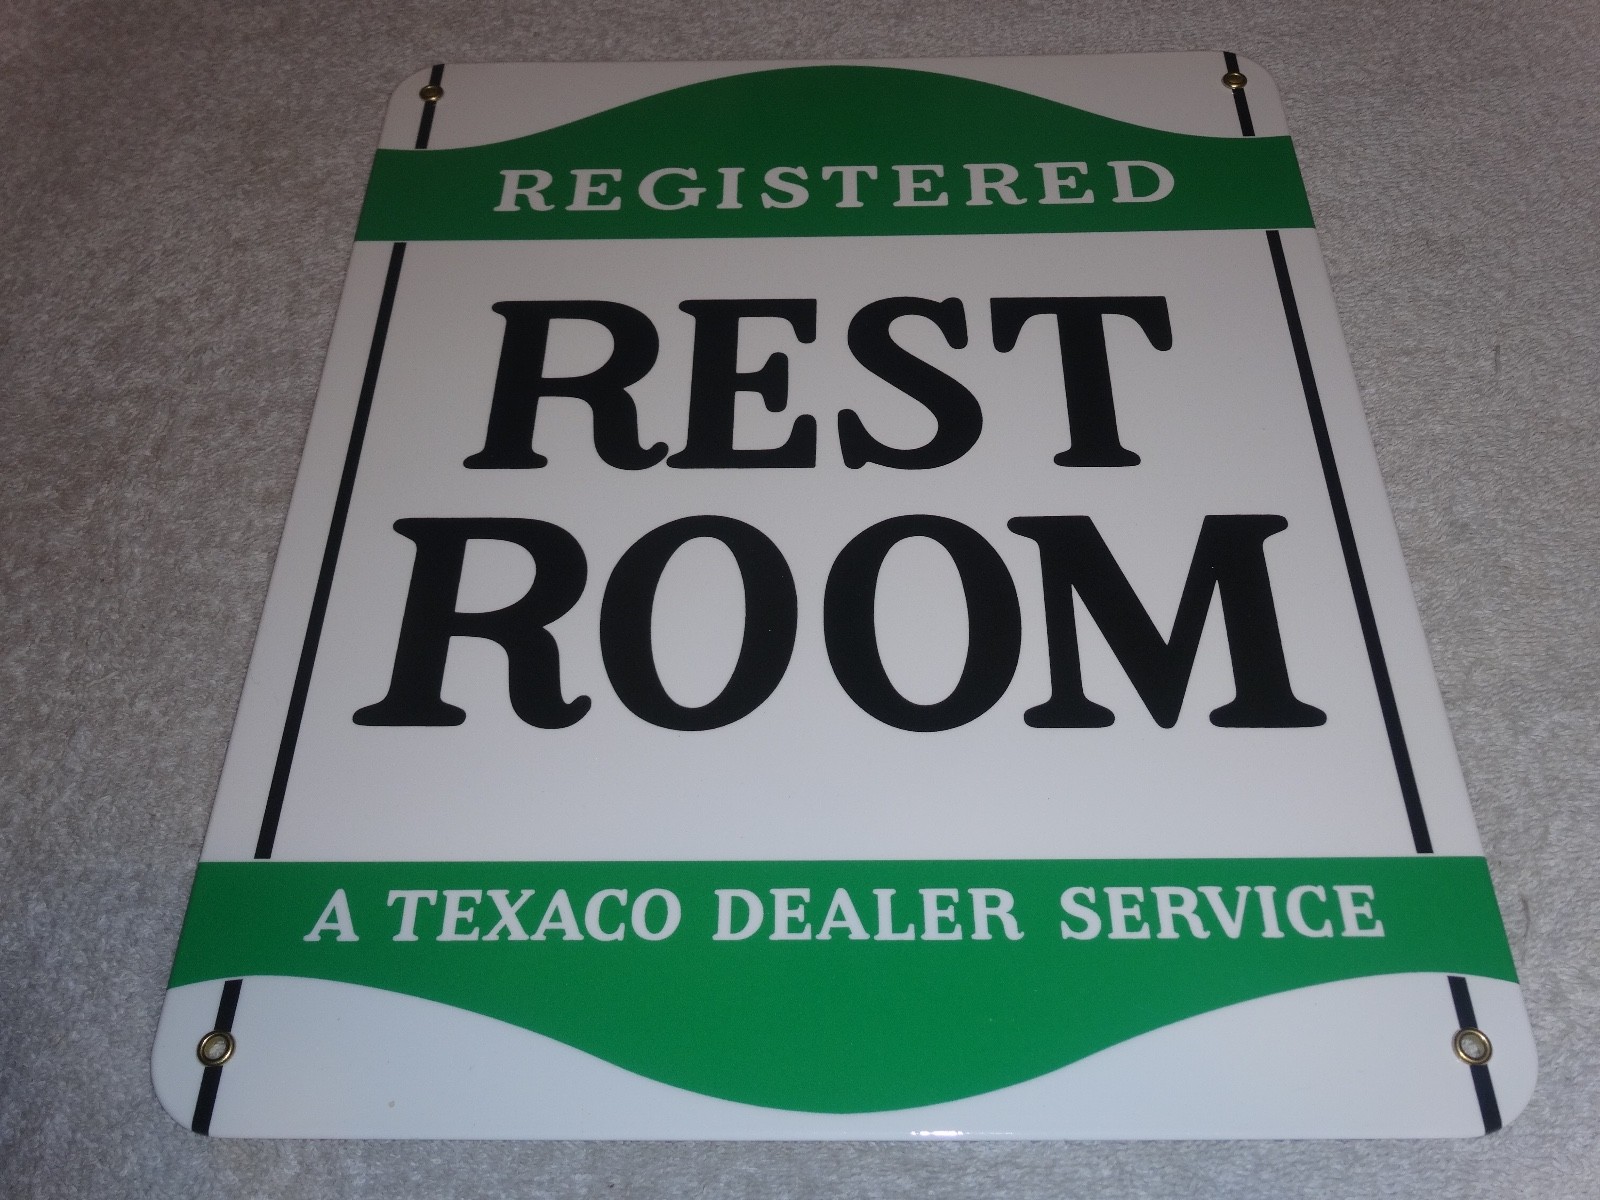 REGISTERED
REST
ROOM
A TEXACO DEALER SERVICE